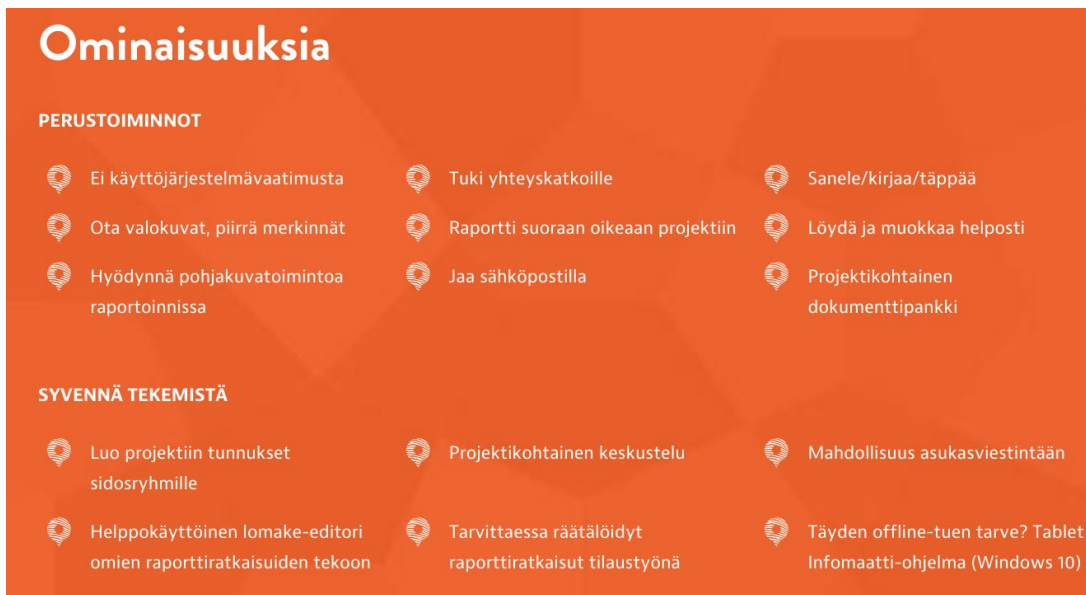 Ominaisuuksia
PERUSTOIMINNOT
Ei käyttöjärjestelmävaatimusta
Tuki yhteyskatkoille
Sanele/kirjaa/täppää
Ota valokuvat, piirrä merkinnät
Raportti suoraan oikeaan projektiin
Löydä ja muokkaa helposti
Hyödynnä pohjakuvatoimintoa
raportoinnissa
Jaa sähköpostilla
Projektikohtainen
dokumenttipankki
SYVENNÄ TEKEMISTÄ
Luo projektiin tunnukset
sidosryhmille
Projektikohtainen keskustelu
Mahdollisuus asukasviestintään
Helppokäyttöinen lomake-editori
omien raporttiratkaisuiden tekoon
Tarvittaessa räätälöidyt
raporttiratkaisut tilaustyönä
Täyden offline-tuen tarve? Tablet
Infomaatti-ohjelma (Windows 10)